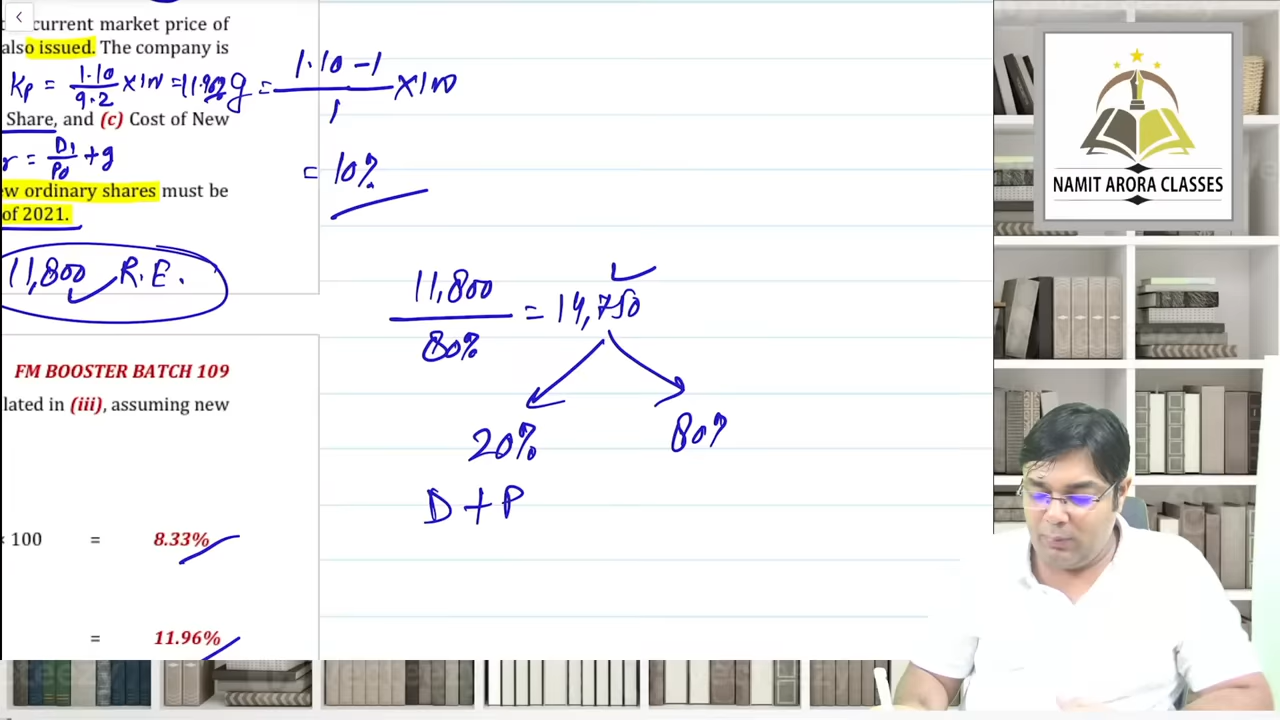 current market price of
also issued. The company is
Kp = 1.10/9.2 × 100 = 11.96%
g = 1.10 - 1/1 × 100
= 10%
Share, and (c) Cost of New
r = D1/P0 + g
ew ordinary shares must be
of 2021.
11,800 R.E.
11,800/80% = 14,750
20% 80%
D + P
FM BOOSTER BATCH 109
lated in (iii), assuming new
× 100 = 8.33%
= 11.96%
NAMIT ARORA CLASSES